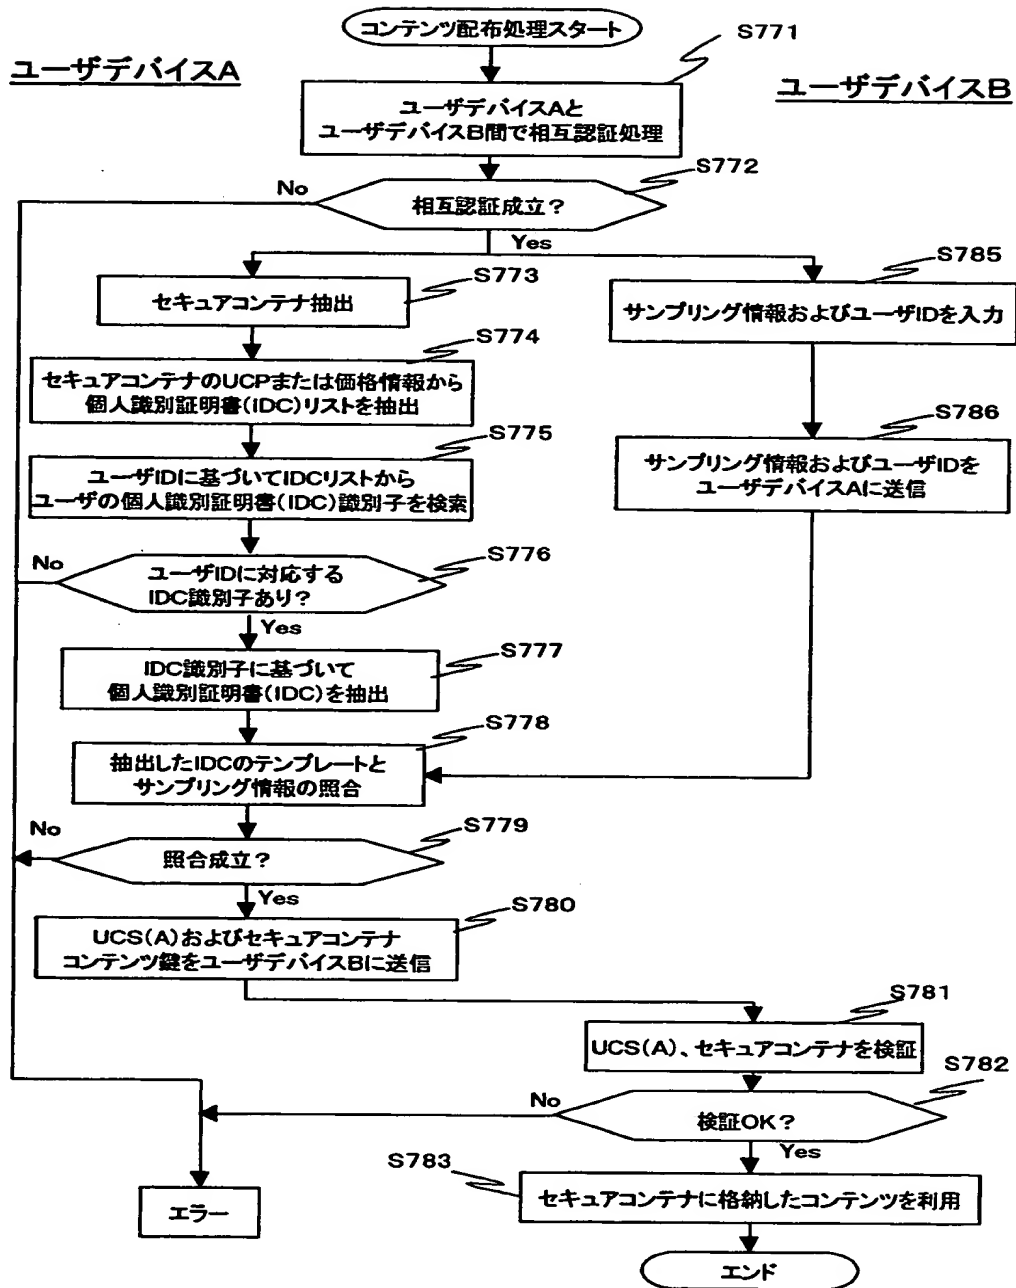 コンテンツ配布処理スタート
S771
ユーザデバイスA
ユーザデバイスB
ユーザデバイスAと
ユーザデバイスB間で相互認証処理
S772
No
相互認証成立?
Yes
S773
セキュアコンテナ抽出
S785
サンプリング情報およびユーザIDを入力
S774
セキュアコンテナのUCPまたは価格情報から
個人識別証明書(IDC)リストを抽出
S786
サンプリング情報およびユーザIDを
ユーザデバイスAに送信
S775
ユーザIDに基づいてIDCリストから
ユーザの個人識別証明書(IDC)識別子を検索
S776
No
ユーザIDに対応する
IDC識別子あり?
Yes
S777
IDC識別子に基づいて
個人識別証明書(IDC)を抽出
S778
抽出したIDCのテンプレートと
サンプリング情報の照合
S779
No
照合成立?
Yes
S780
UCS(A)およびセキュアコンテナ
コンテンツ鍵をユーザデバイスBに送信
S781
UCS(A)、セキュアコンテナを検証
S782
No
検証OK?
Yes
S783
セキュアコンテナに格納したコンテンツを利用
エラー
エンド